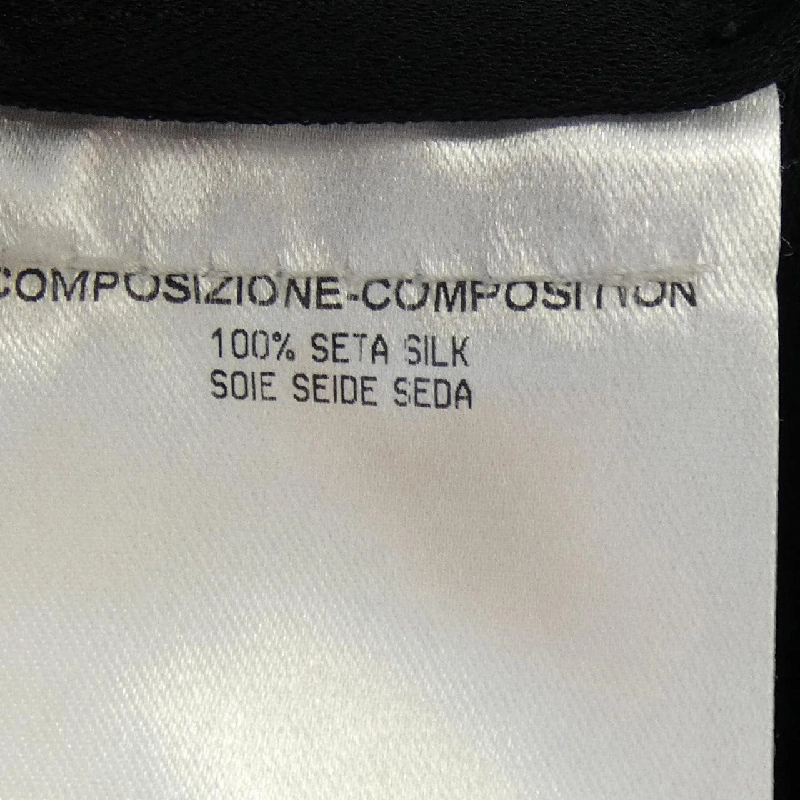 COMPOSIZIONE-COMPOSITION
100% SETA SILK
SOIE SEIDE SEDA